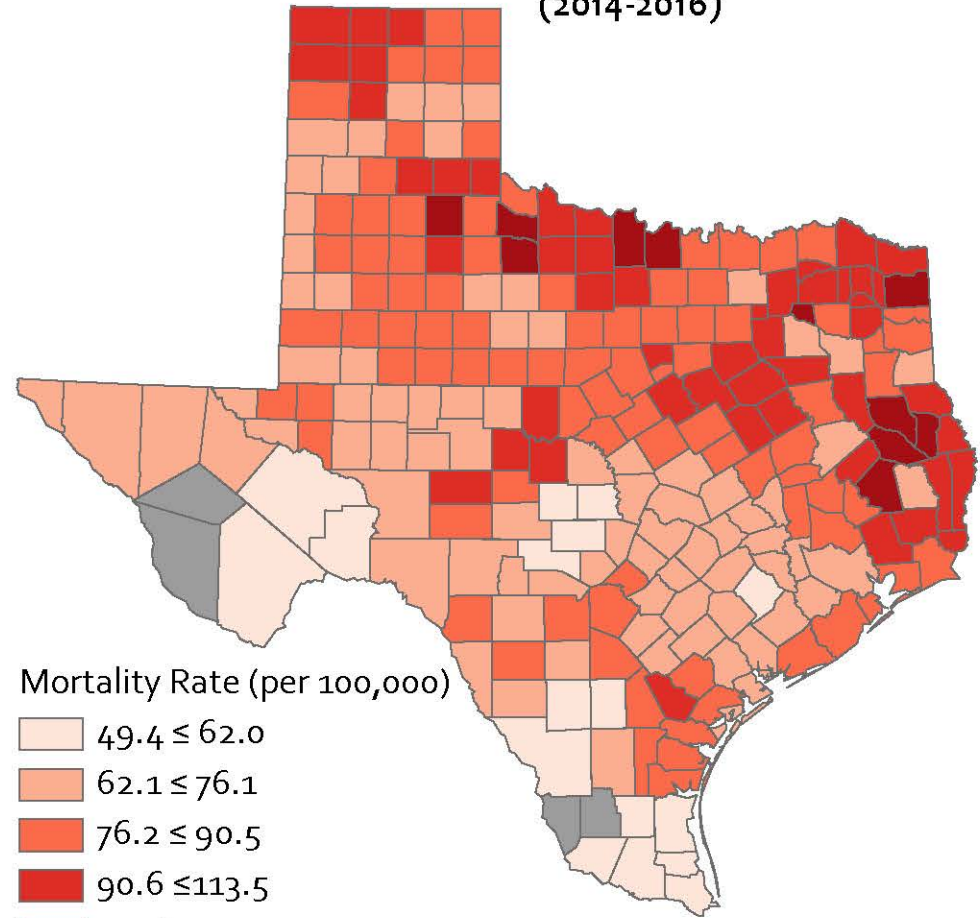 (2014-2016)
Mortality Rate (per 100,000)
49.4 ≤ 62.0
62.1 ≤ 76.1
76.2 ≤ 90.5
90.6 ≤113.5